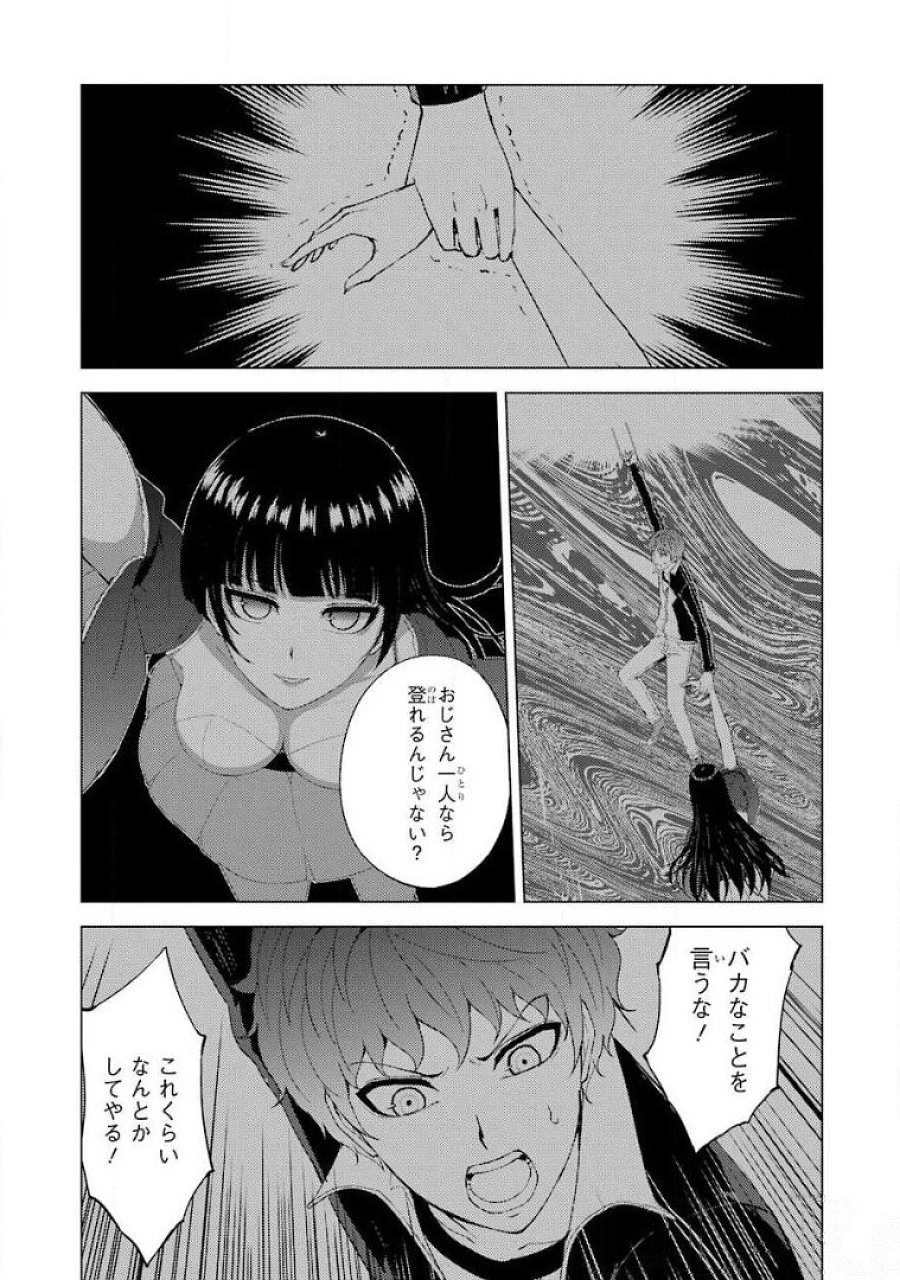 おじさん一人なら
登れるんじゃない?
バカなことを
言うな!
これくらい
なんとか
してやる!